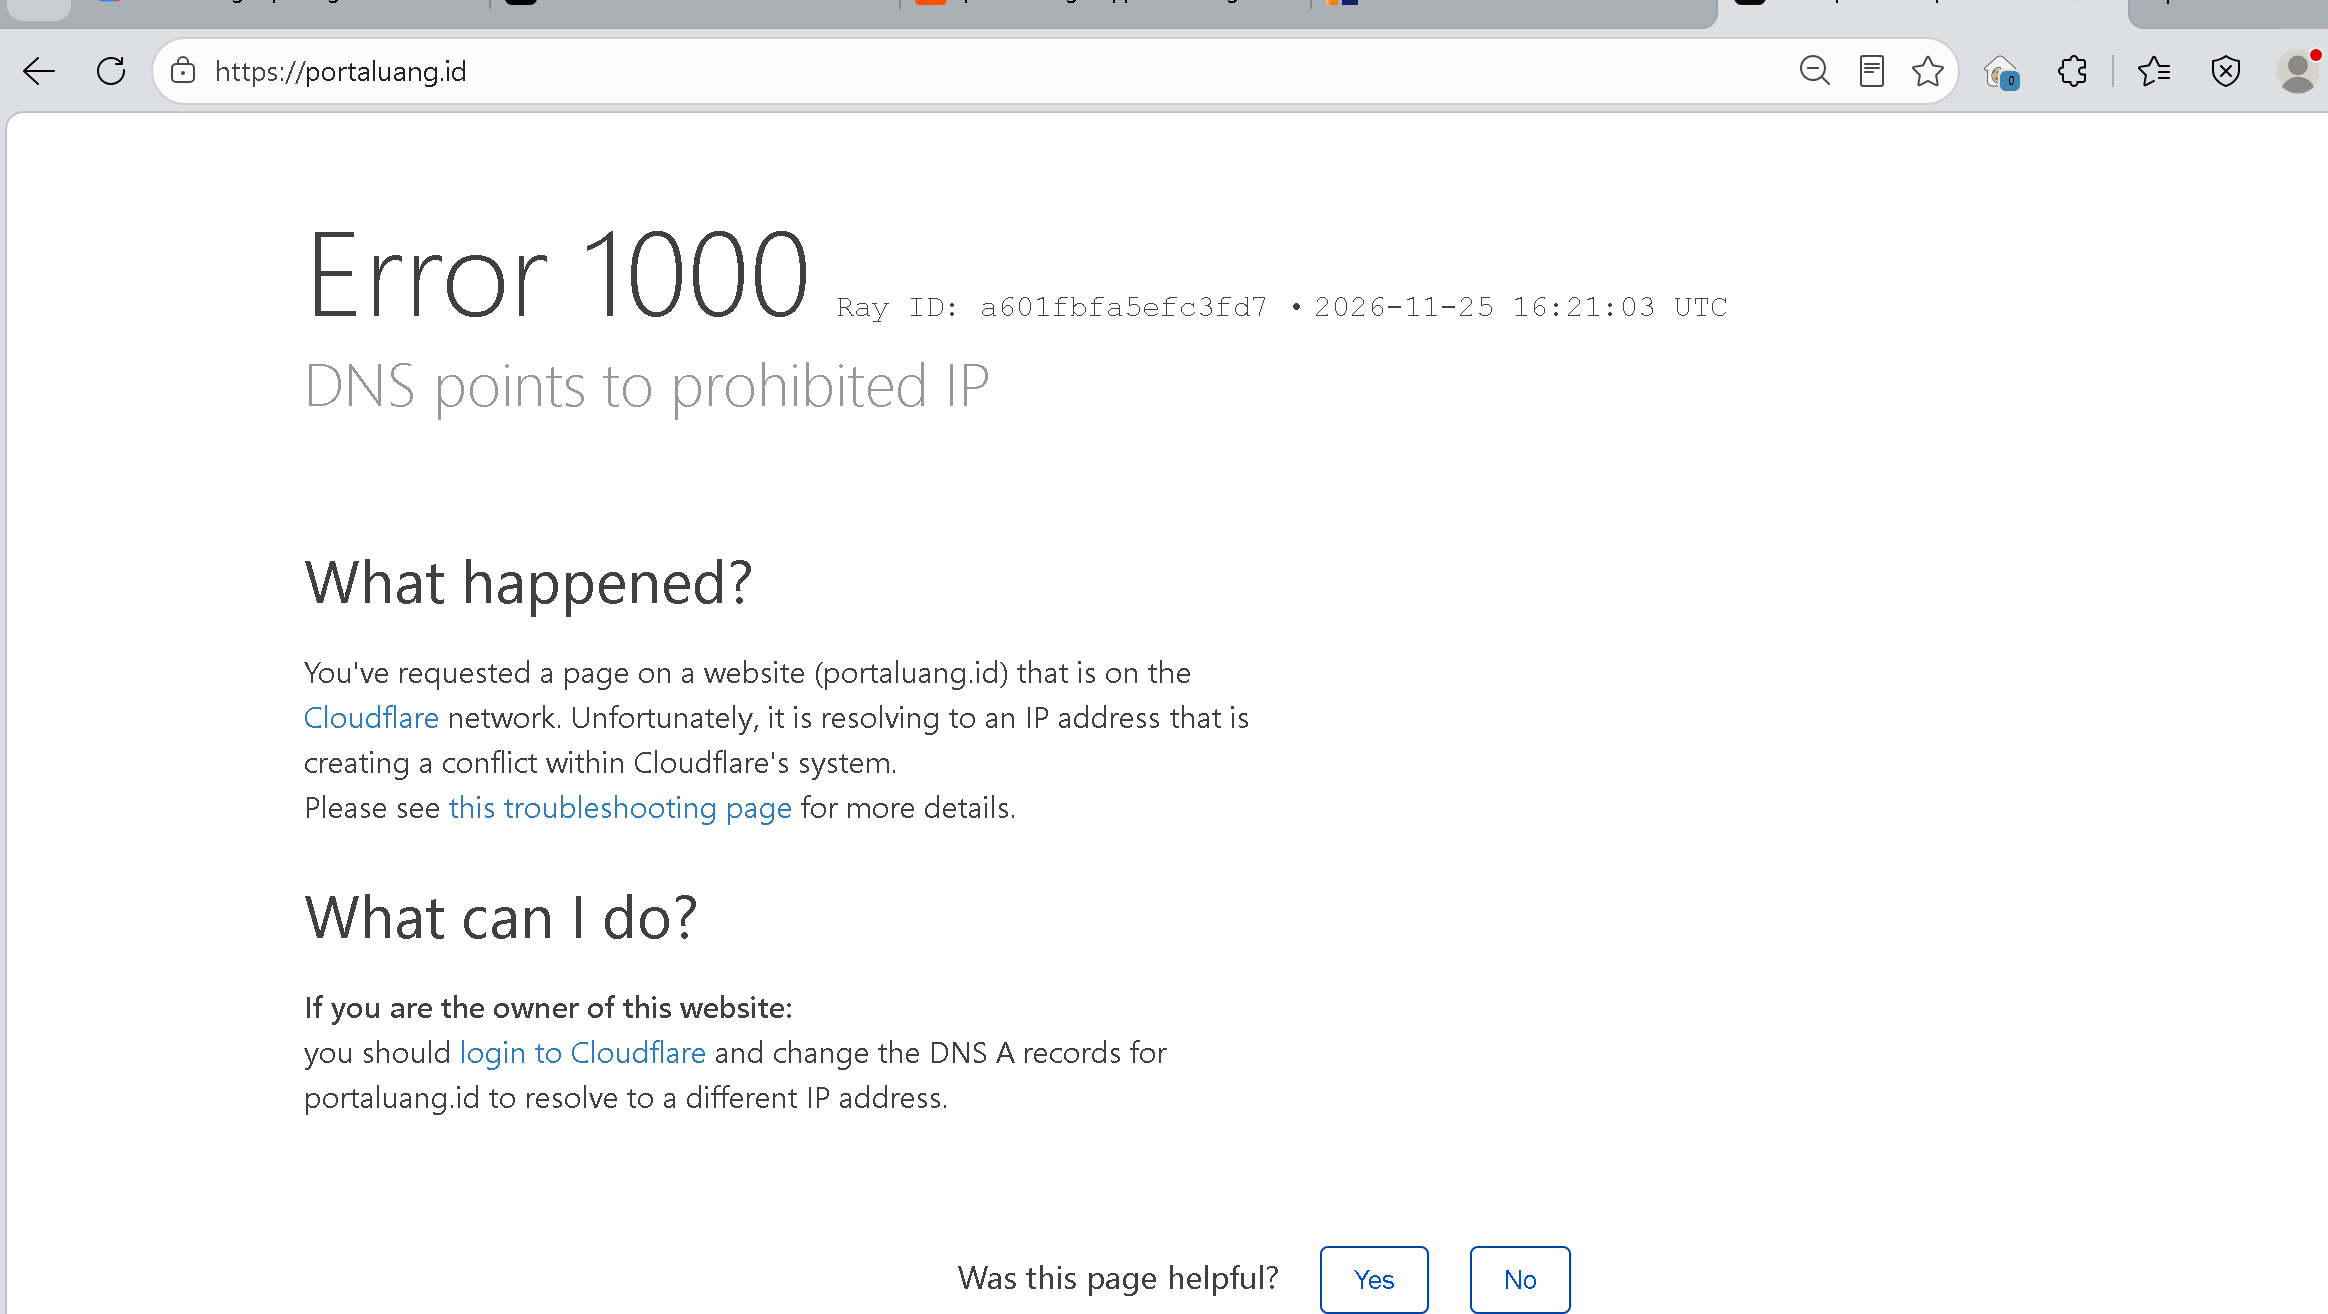 https://portaluang.id
0
Error 1000 Ray ID: a601fbfa5efc3fd7 • 2026-11-25 16:21:03 UTC
DNS points to prohibited IP
What happened?
You've requested a page on a website (portaluang.id) that is on the
Cloudflare network. Unfortunately, it is resolving to an IP address that is
creating a conflict within Cloudflare's system.
Please see this troubleshooting page for more details.
What can I do?
If you are the owner of this website:
you should login to Cloudflare and change the DNS A records for
portaluang.id to resolve to a different IP address.
Was this page helpful? Yes No